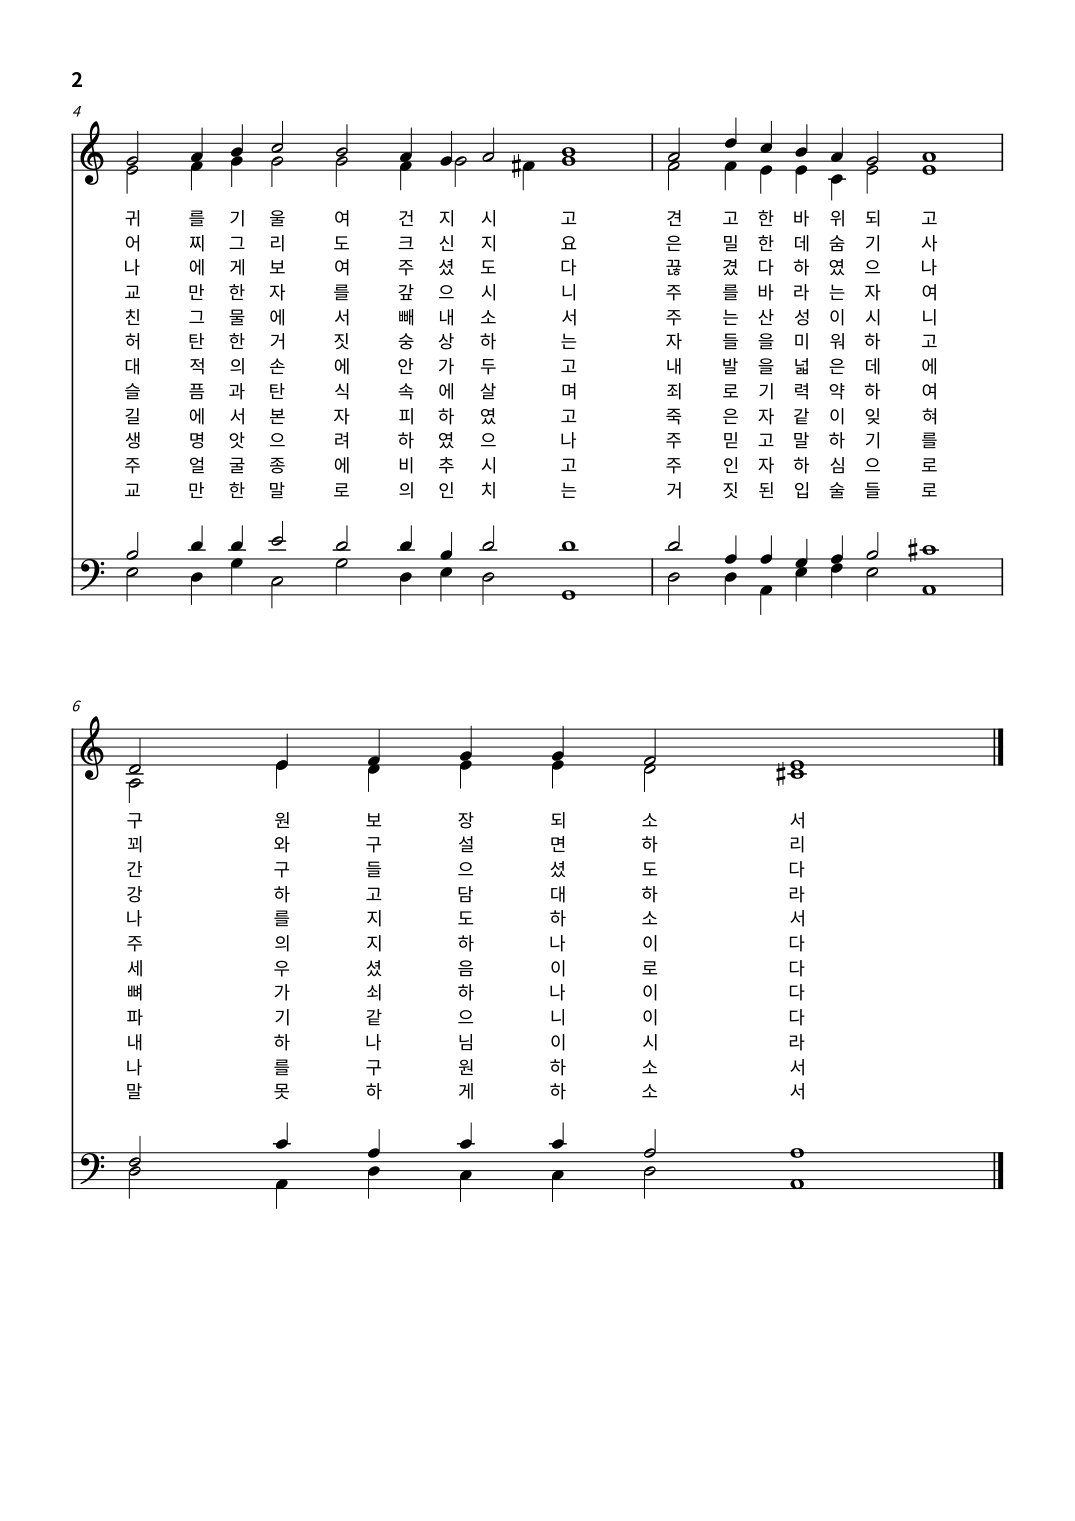 2
4
귀 를 기 울 여 건 지 시 고 견 고 한 바 위 되 고
어 찌 그 리 도 크 신 지 요 은 밀 한 데 숨 기 사
나 에 게 보 여 주 셨 도 다 끊 겼 다 하 였 으 나
교 만 한 자 를 갚 으 시 니 주 를 바 라 는 자 여
친 그 물 에 서 빼 내 소 서 주 는 산 성 이 시 니
허 탄 한 거 짓 숭 상 하 는 자 들 을 미 워 하 고
대 적 의 손 에 안 가 두 고 내 발 을 넓 은 데 에
슬 픔 과 탄 식 속 에 살 며 죄 로 기 력 약 하 여
길 에 서 본 자 피 하 였 고 죽 은 자 같 이 잊 혀
생 명 앗 으 려 하 였 으 나 주 믿 고 말 하 기 를
주 얼 굴 종 에 비 추 시 고 주 인 자 하 심 으 로
교 만 한 말 로 의 인 치 는 거 짓 된 입 술 들 로
6
구 원 보 장 되 소 서
꾀 와 구 설 면 하 리
간 구 들 으 셨 도 다
강 하 고 담 대 하 라
나 를 지 도 하 소 서
주 의 지 하 나 이 다
세 우 셨 음 이 로 다
뼈 가 쇠 하 나 이 다
파 기 같 으 니 이 다
내 하 나 님 이 시 라
나 를 구 원 하 소 서
말 못 하 게 하 소 서